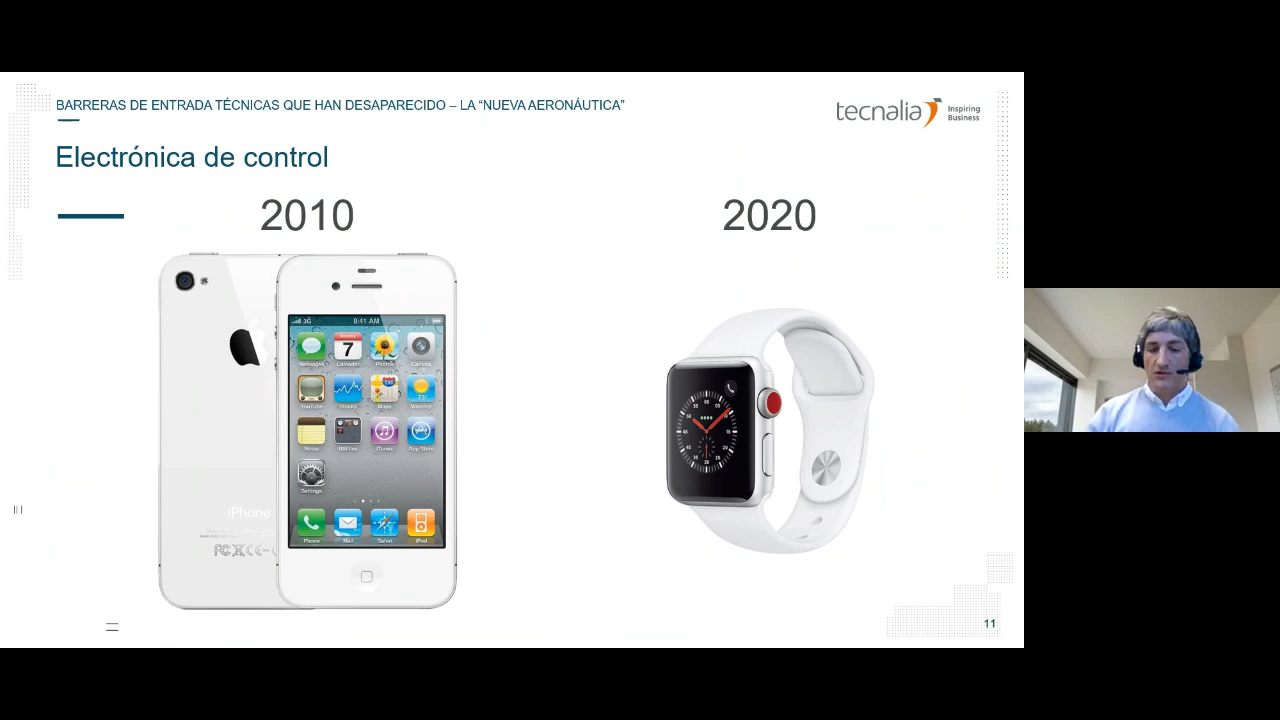 BARRERAS DE ENTRADA TÉCNICAS QUE HAN DESAPARECIDO – LA “NUEVA AERONÁUTICA”
tecnalia
Inspiring
Business
Electrónica de control
2010
2020
3G 9:41 AM
7
Messages Calendar Photos Camera
YouTube Stocks Maps Weather
Notes Utilities iTunes App Store
Settings
Phone Mail Safari iPod
iPhone
11